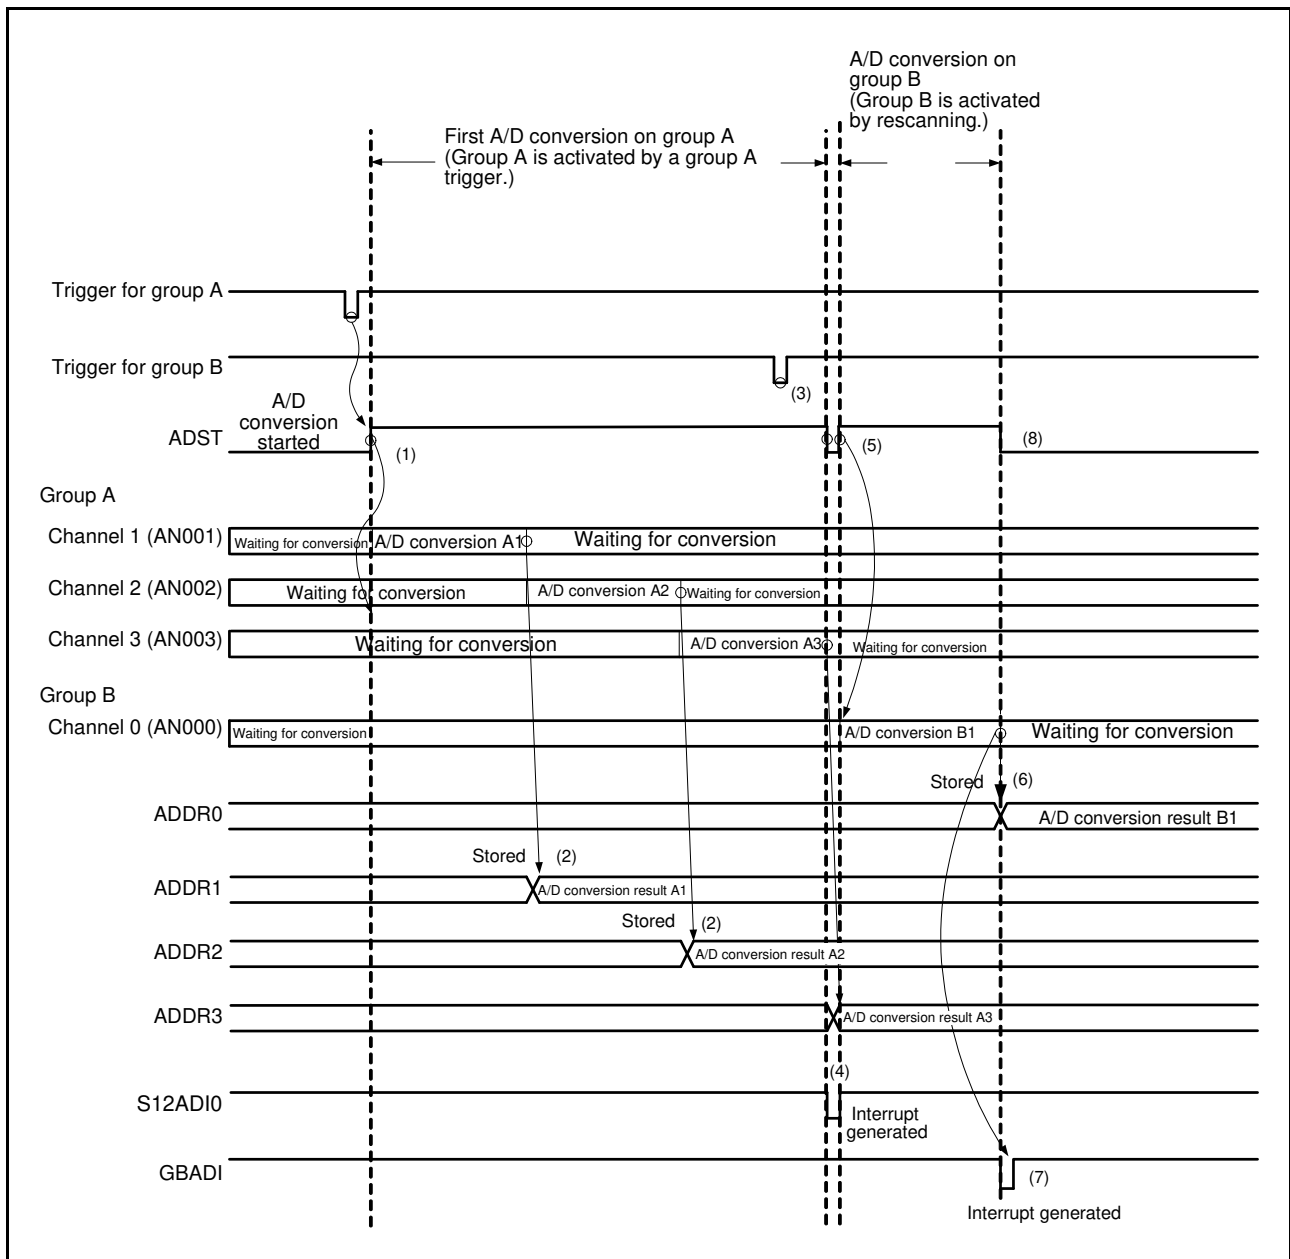 A/D conversion on
group B
(Group B is activated
by rescanning.)
First A/D conversion on group A
(Group A is activated by a group A
trigger.)
Trigger for group A
Trigger for group B
(3)
A/D
conversion
started
ADST
(1)
(5)
(8)
Group A
Channel 1 (AN001)
Waiting for conversion
A/D conversion A1
Waiting for conversion
Channel 2 (AN002)
Waiting for conversion
A/D conversion A2
Waiting for conversion
Channel 3 (AN003)
Waiting for conversion
A/D conversion A3
Waiting for conversion
Group B
Channel 0 (AN000)
Waiting for conversion
A/D conversion B1
Waiting for conversion
Stored
(6)
ADDR0
A/D conversion result B1
Stored
(2)
ADDR1
A/D conversion result A1
Stored
(2)
ADDR2
A/D conversion result A2
ADDR3
A/D conversion result A3
(4)
S12ADI0
Interrupt
generated
GBADI
(7)
Interrupt generated